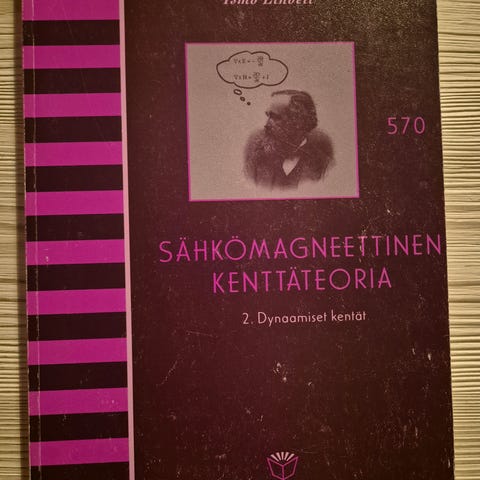 Ismo Lindell
∇×E = -∂B/∂t
∇×H = ∂D/∂t + J
570
SÄHKÖMAGNEETTINEN
KENTTÄTEORIA
2. Dynaamiset kentät